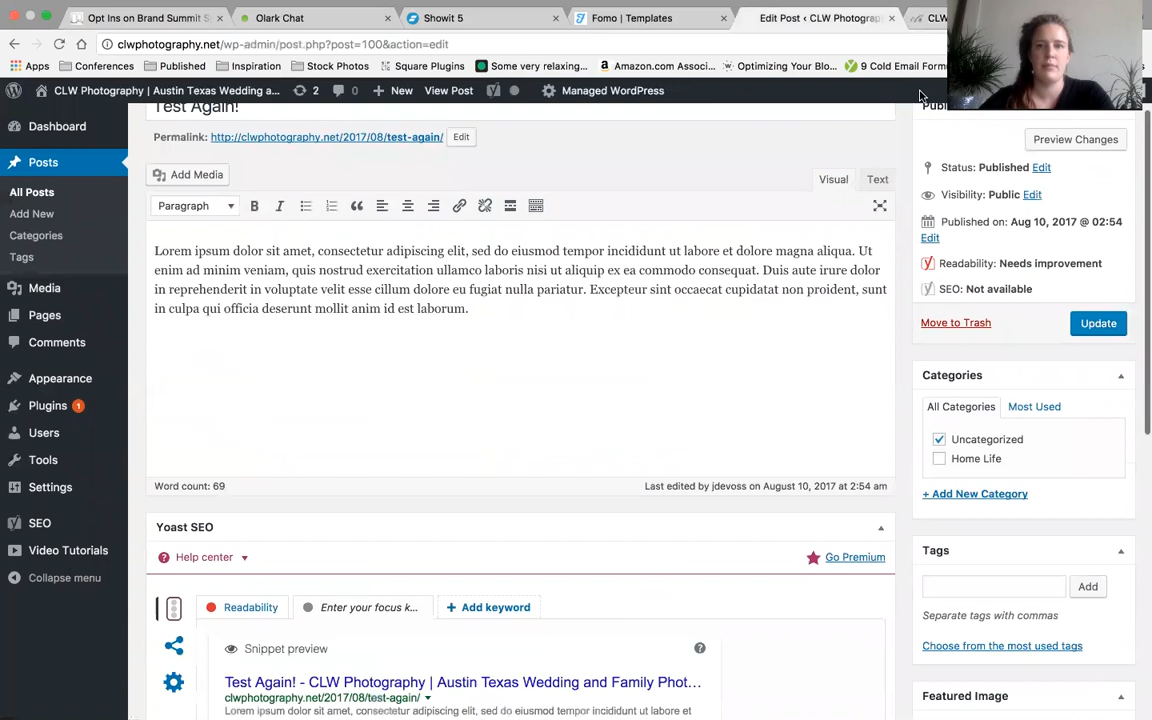 Opt Ins on Brand Summit S
Olark Chat
Showit 5
Fomo | Templates
Edit Post ‹ CLW Photograp
CLW
clwphotography.net/wp-admin/post.php?post=100&action=edit
Apps Conferences Published Inspiration Stock Photos Square Plugins Some very relaxing... Amazon.com Associ... Optimizing Your Blo... 9 Cold Email Form
CLW Photography | Austin Texas Wedding a... 2 0 New View Post Managed WordPress
Dashboard
Posts
All Posts
Add New
Categories
Tags
Media
Pages
Comments
Appearance
Plugins 1
Users
Tools
Settings
SEO
Video Tutorials
Collapse menu
Test Again!
Permalink: http://clwphotography.net/2017/08/test-again/ Edit
Add Media
Visual Text
Paragraph
Lorem ipsum dolor sit amet, consectetur adipiscing elit, sed do eiusmod tempor incididunt ut labore et dolore magna aliqua. Ut
enim ad minim veniam, quis nostrud exercitation ullamco laboris nisi ut aliquip ex ea commodo consequat. Duis aute irure dolor
in reprehenderit in voluptate velit esse cillum dolore eu fugiat nulla pariatur. Excepteur sint occaecat cupidatat non proident, sunt
in culpa qui officia deserunt mollit anim id est laborum.
Word count: 69 Last edited by jdevoss on August 10, 2017 at 2:54 am
Yoast SEO
Help center Go Premium
Readability Enter your focus k... + Add keyword
Snippet preview
Test Again! - CLW Photography | Austin Texas Wedding and Family Phot...
clwphotography.net/2017/08/test-again/
Lorem ipsum dolor sit amet, consectetur adipiscing elit, sed do eiusmod tempor incididunt ut labore et
Preview Changes
Status: Published Edit
Visibility: Public Edit
Published on: Aug 10, 2017 @ 02:54
Edit
Readability: Needs improvement
SEO: Not available
Move to Trash Update
Categories
All Categories Most Used
Uncategorized
Home Life
+ Add New Category
Tags
Add
Separate tags with commas
Choose from the most used tags
Featured Image